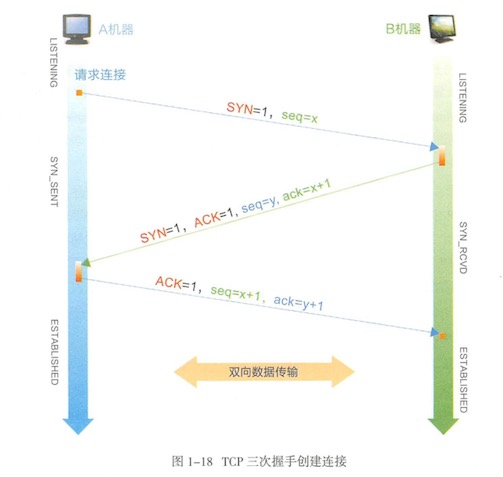 A机器
B机器
LISTENING
请求连接
LISTENING
SYN=1，seq=x
SYN_SENT
SYN=1，ACK=1, seq=y, ack=x+1
SYN_RCVD
ACK=1，seq=x+1，ack=y+1
ESTABLISHED
ESTABLISHED
双向数据传输
图 1-18 TCP 三次握手创建连接